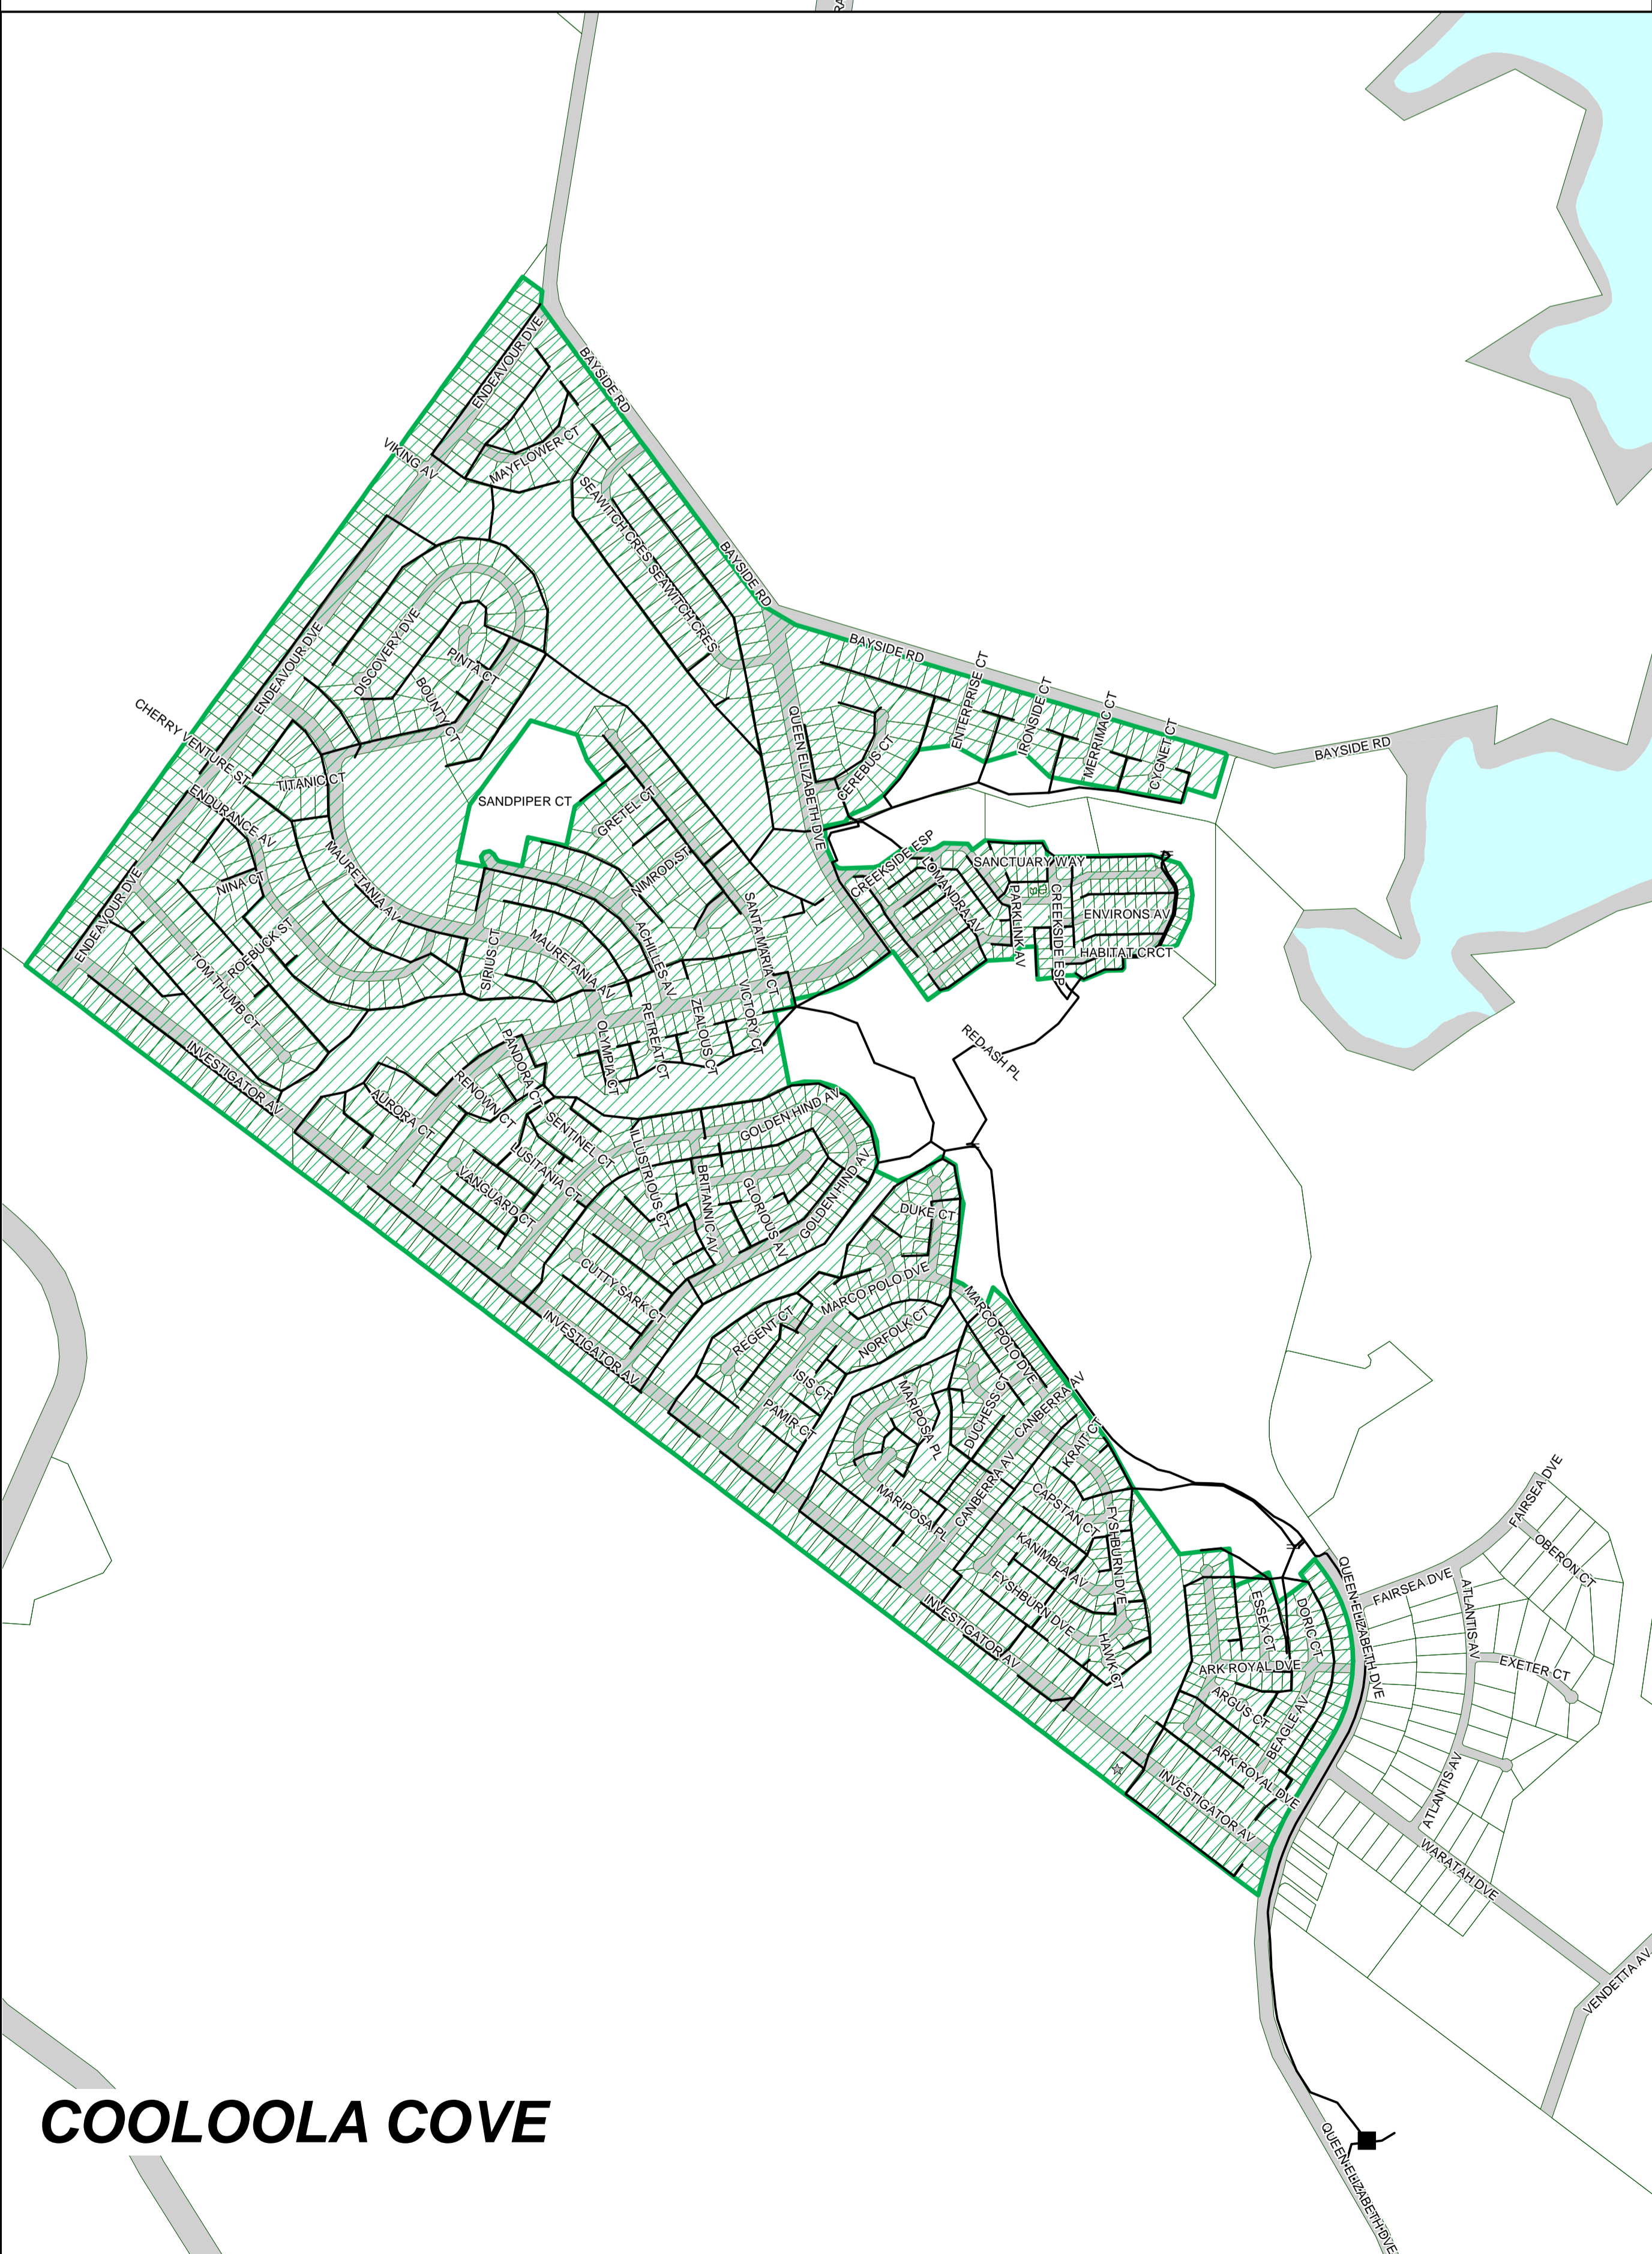 ENDEAVOUR DVE
BAYSIDE RD
VIKING AV
MAYFLOWER CT
SEAWITCH CRES
SEAWITCH CRES
BAYSIDE RD
ENDEAVOUR DVE
DISCOVERY DVE
PINTA CT
BOUNTY CT
BAYSIDE RD
ENTERPRISE CT
IRONSIDE CT
MERRIMAC CT
CYGNET CT
BAYSIDE RD
QUEEN ELIZABETH DVE
CEREBUS CT
CHERRY VENTURE ST
TITANIC CT
ENDURANCE AV
SANDPIPER CT
GRETEL CT
NIMROD ST
CREEKSIDE ESP
SANCTUARY WAY
LOMANDRA AV
PARKLINK AV
CREEKSIDE ESP
ENVIRONS AV
HABITAT CRCT
NINA CT
MAURETANIA AV
ENDEAVOUR DVE
ROEBUCK ST
TOM THUMB CT
SIRIUS CT
MAURETANIA AV
ACHILLES AV
SANTA MARIA CT
VICTORY CT
ZEALOUS CT
RETREAT CT
OLYMPIA CT
PANDORA CT
RED ASH PL
INVESTIGATOR AV
AURORA CT
RENOWN CT
SENTINEL CT
LUSITANIA CT
VANGUARD CT
ILLUSTRIOUS CT
BRITANNIC AV
GLORIOUS AV
GOLDEN HIND AV
GOLDEN HIND AV
DUKE CT
CUTTY SARK CT
INVESTIGATOR AV
MARCO POLO DVE
MARCO POLO DVE
REGENT CT
NORFOLK CT
ISIS CT
PAMIR CT
MARIPOSA PL
DUCHESS CT
CANBERRA AV
KRAIT CT
MARIPOSA PL
CANBERRA AV
CAPSTAN CT
FYSHBURN DVE
KANIMBLA AV
FYSHBURN DVE
HAWK CT
INVESTIGATOR AV
QUEEN ELIZABETH DVE
FAIRSEA DVE
FAIRSEA DVE
OBERON CT
ATLANTIS AV
EXETER CT
ESSEX CT
DORIC CT
ARK ROYAL DVE
ARGUS CT
BEAGLE AV
ARK ROYAL DVE
INVESTIGATOR AV
ATLANTIS AV
WARATAH DVE
VENDETTA AV
COOLOOLA COVE
QUEEN ELIZABETH DVE